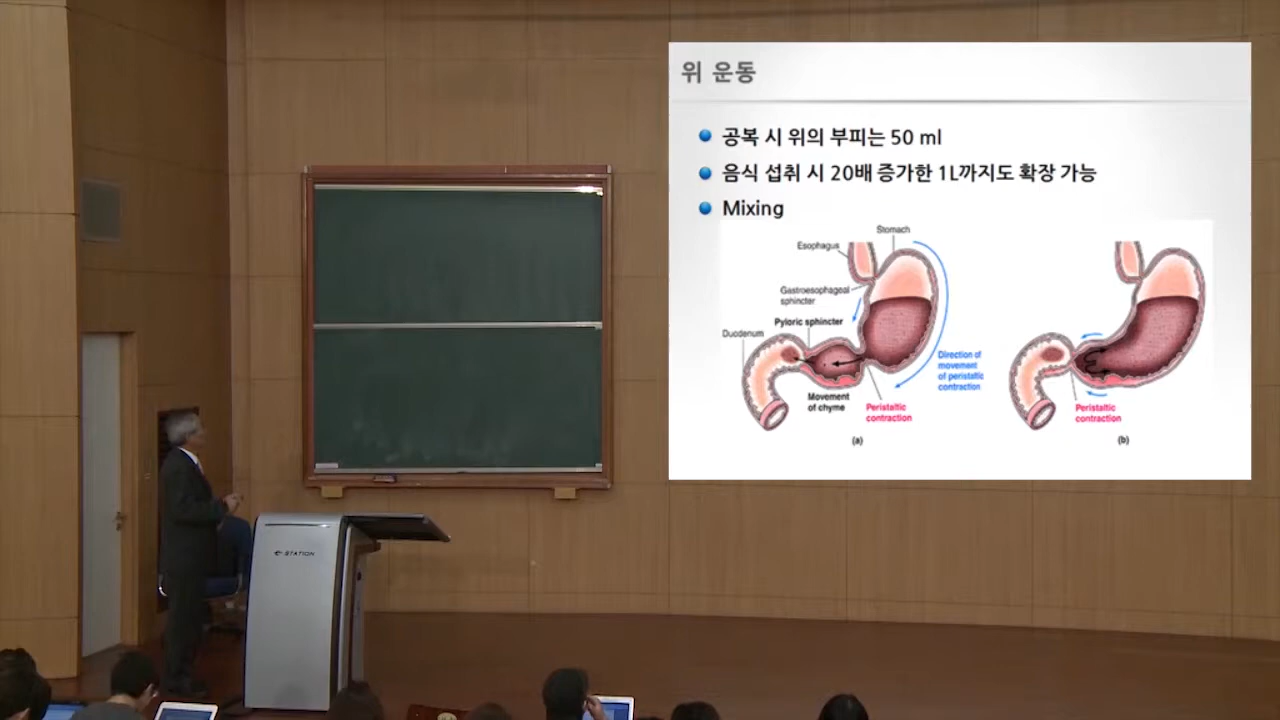 위 운동
공복 시 위의 부피는 50 ml
음식 섭취 시 20배 증가한 1L까지도 확장 가능
Mixing
Stomach
Esophagus
Gastroesophageal
sphincter
Pyloric sphincter
Duodenum
Direction of
movement
of peristaltic
contraction
Movement
of chyme
Peristaltic
contraction
(a)
Peristaltic
contraction
(b)
STATION